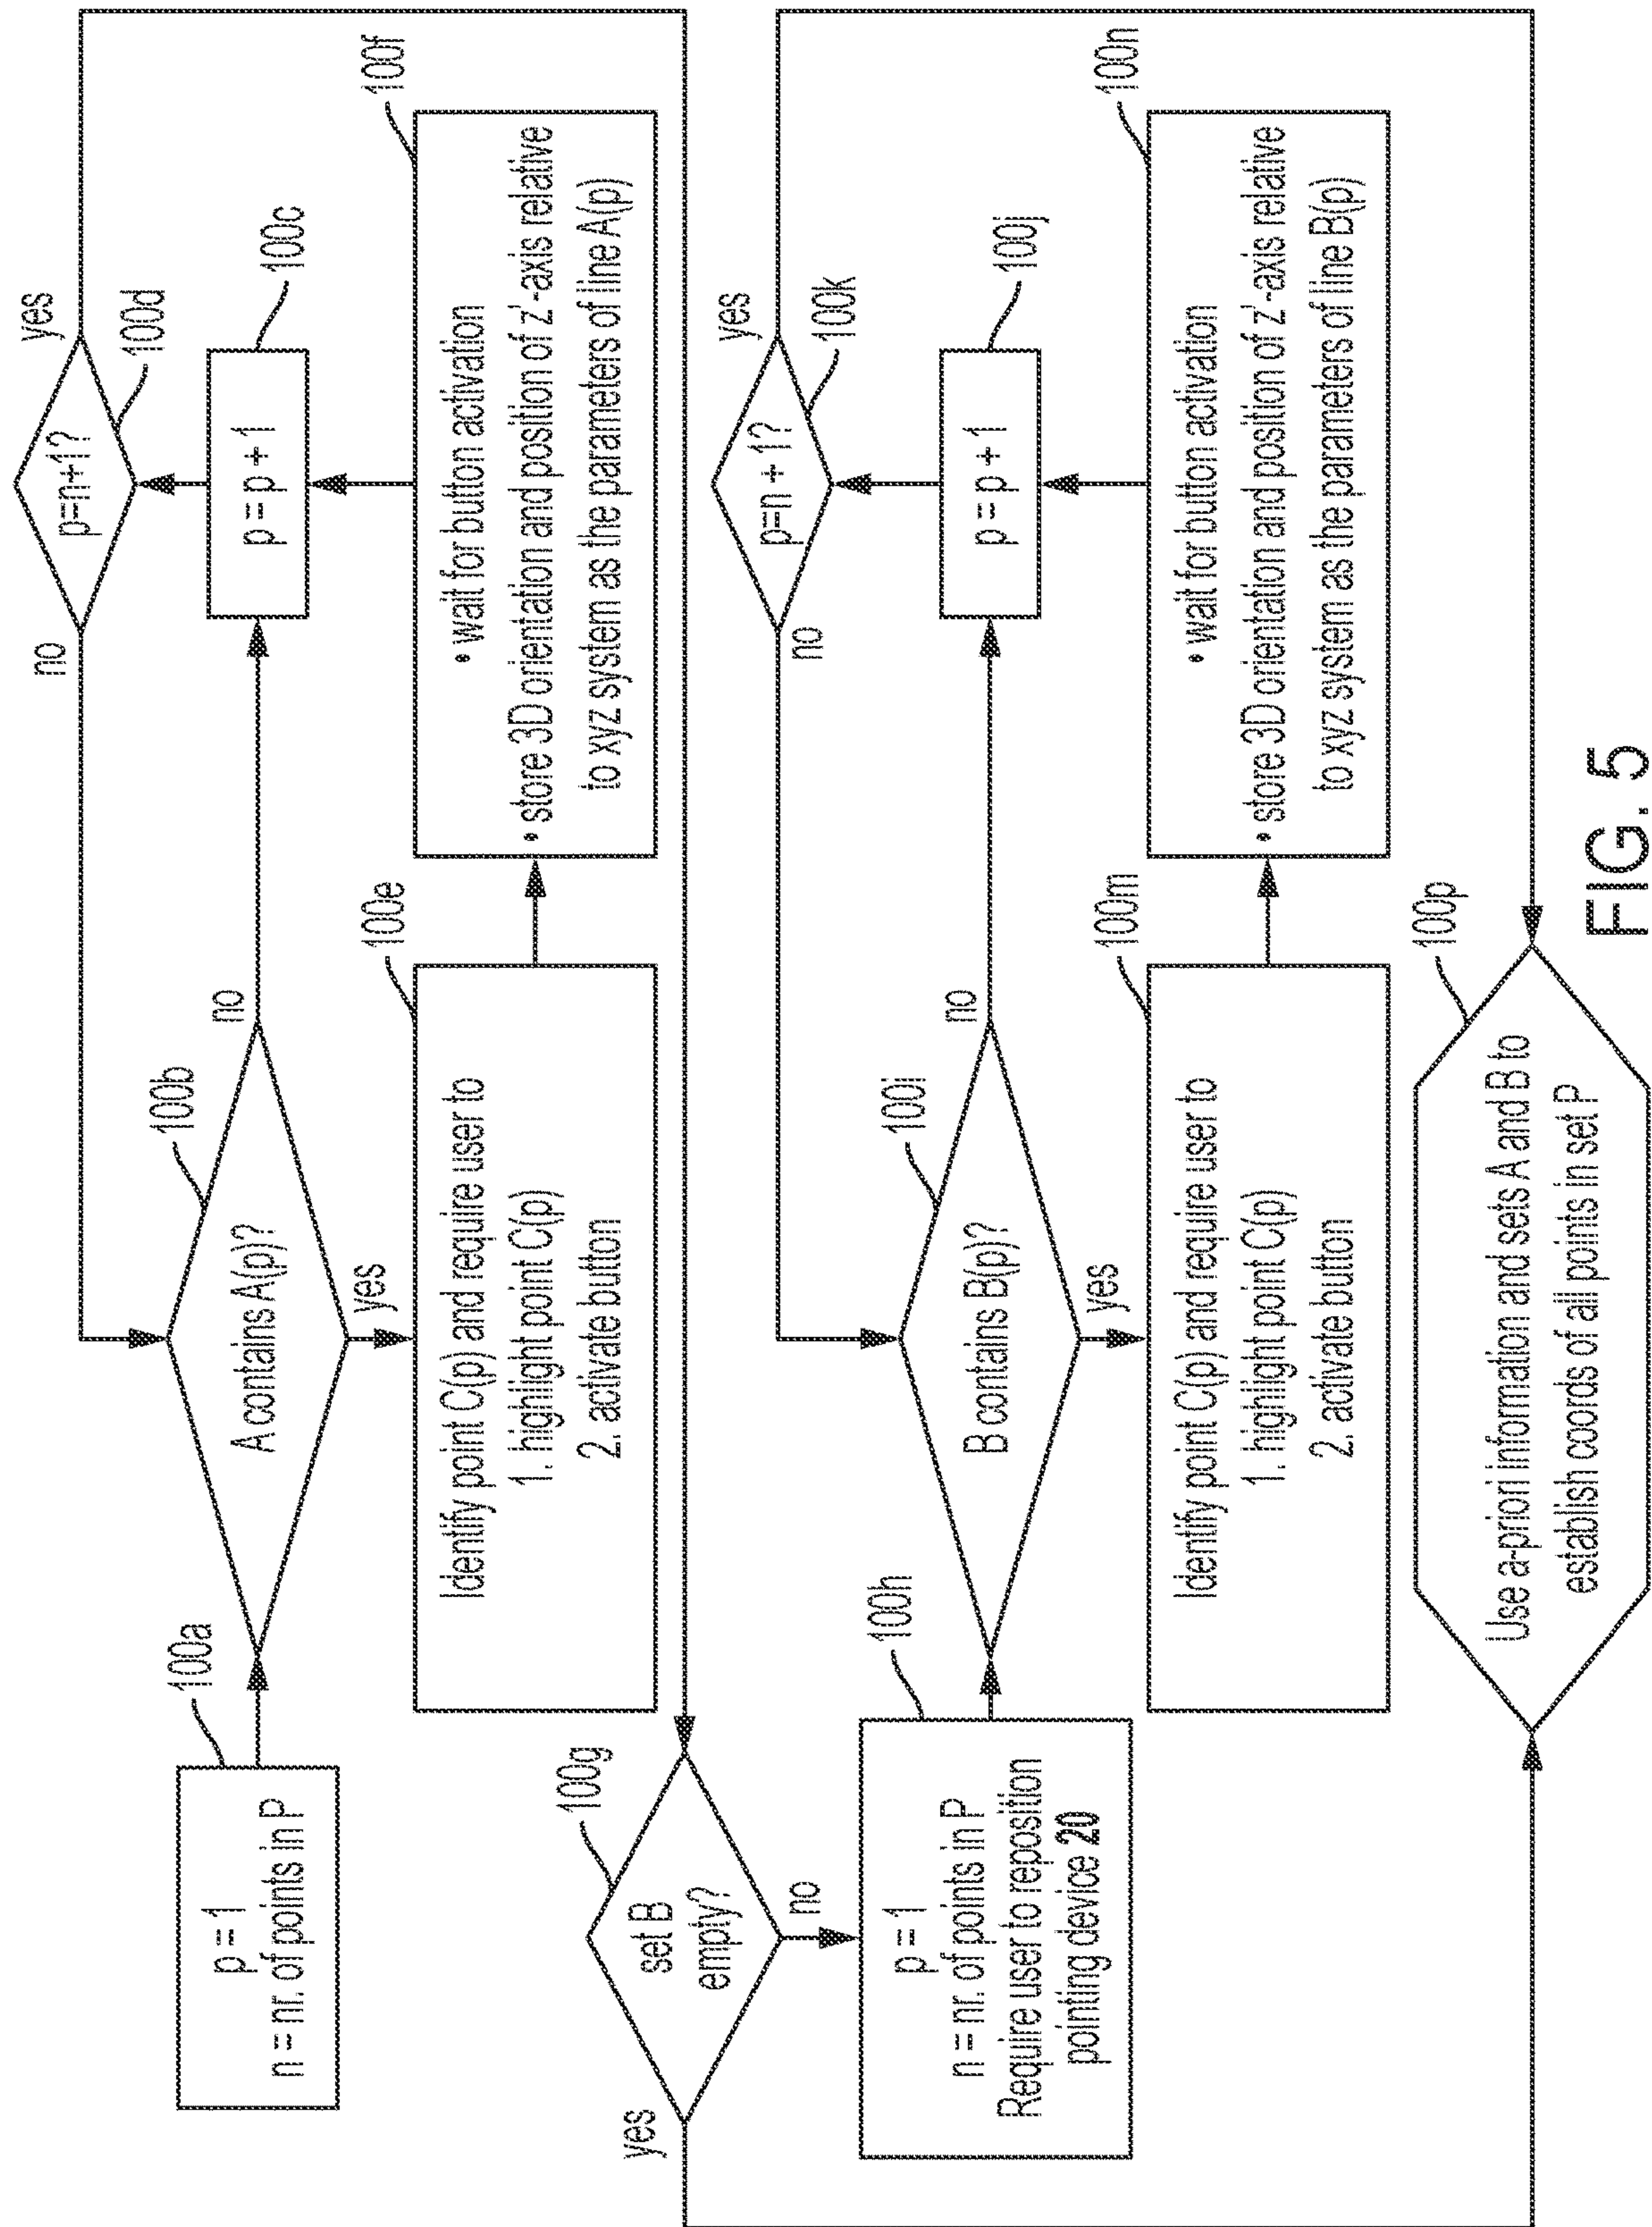 100a
p = 1
n = nr. of points in P
100b
A contains A(p)?
no
yes
100c
p = p + 1
100d
p=n+1?
no
yes
100e
Identify point C(p) and require user to
1. highlight point C(p)
2. activate button
100f
• wait for button activation
• store 3D orientation and position of z'-axis relative
to xyz system as the parameters of line A(p)
100g
set B
empty?
yes
no
100h
p = 1
n = nr. of points in P
Require user to reposition
pointing device 20
100i
B contains B(p)?
no
yes
100j
p = p + 1
100k
p=n + 1?
no
yes
100m
Identify point C(p) and require user to
1. highlight point C(p)
2. activate button
100n
• wait for button activation
• store 3D orientation and position of z'-axis relative
to xyz system as the parameters of line B(p)
100p
Use a-priori information and sets A and B to
establish coords of all points in set P
FIG. 5